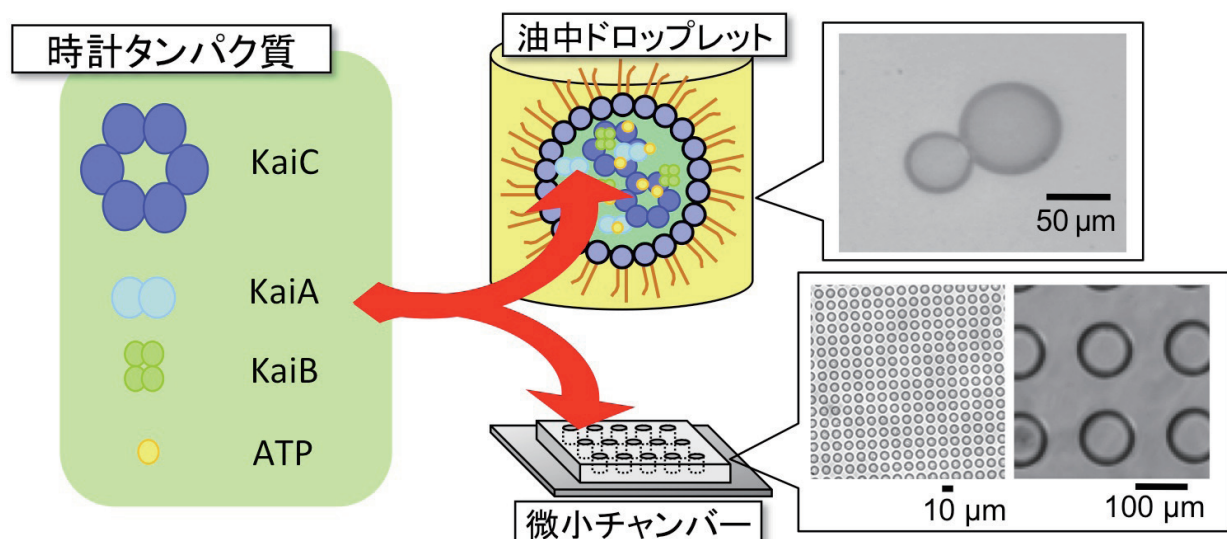 時計タンパク質
KaiC
KaiA
KaiB
ATP
油中ドロップレット
50 μm
微小チャンバー
10 μm
100 μm